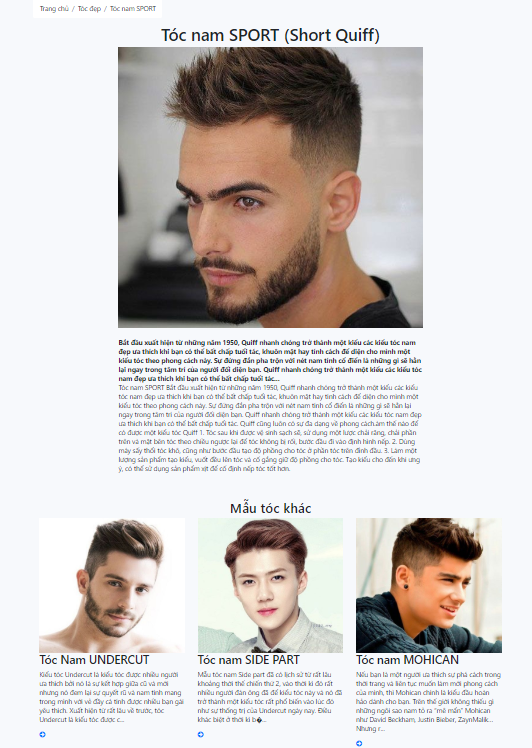 Trang chủ / Tóc đẹp / Tóc nam SPORT
Tóc nam SPORT (Short Quiff)
Bắt đầu xuất hiện từ những năm 1950, Quiff nhanh chóng trở thành một kiểu các kiểu tóc nam
đẹp ưa thích khi bạn có thể bất chấp tuổi tác, khuôn mặt hay tính cách để diện cho mình một
kiểu tóc theo phong cách này. Sự đứng đắn pha trộn với nét nam tính cổ điển là những gì sẽ hằn
lại ngay trong tâm trí của người đối diện bạn. Quiff nhanh chóng trở thành một kiểu các kiểu tóc
nam đẹp ưa thích khi bạn có thể bất chấp tuổi tác...
Tóc nam SPORT Bắt đầu xuất hiện từ những năm 1950, Quiff nhanh chóng trở thành một kiểu các kiểu
tóc nam đẹp ưa thích khi bạn có thể bất chấp tuổi tác, khuôn mặt hay tính cách để diện cho mình một
kiểu tóc theo phong cách này. Sự đứng đắn pha trộn với nét nam tính cổ điển là những gì sẽ hằn lại
ngay trong tâm trí của người đối diện bạn. Quiff nhanh chóng trở thành một kiểu các kiểu tóc nam đẹp
ưa thích khi bạn có thể bất chấp tuổi tác. Quiff cũng luôn có sự đa dạng về phong cách.làm thế nào để
có được một kiểu tóc Quiff 1. Tóc sau khi được vệ sinh sạch sẽ, sử dụng một lược chải răng, chải phần
trên và mặt bên tóc theo chiều ngược lại để tóc không bị rối, bước đầu đi vào định hình nếp. 2. Dùng
máy sấy thổi tóc khô, cũng như bước đầu tạo độ phồng cho tóc ở phần tóc trên đỉnh đầu. 3. Làm một
lượng sản phẩm tạo kiểu, vuốt đều lên tóc và cố gắng giữ độ phồng cho tóc. Tạo kiểu cho đến khi ưng
ý, có thể sử dụng sản phẩm xịt để cố định nếp tóc tốt hơn.
Mẫu tóc khác
Tóc Nam UNDERCUT
Kiểu tóc Undercut là kiểu tóc được nhiều người
ưa thích bởi nó là sự kết hợp giữa cũ và mới
nhưng nó đem lại sự quyết rũ và nam tính mạng
trong mình với vẻ đầy cá tính được nhiều bạn gái
yêu thích. Xuất hiện từ rất lâu về trước, tóc
Undercut là kiểu tóc được c...
Tóc nam SIDE PART
Mẫu tóc nam Side part đã có lịch sử từ rất lâu
khoảng thời thế chiến thứ 2, vào thời kì đó rất
nhiều người đàn ông đã để kiểu tóc này và nó đã
trở thành một kiểu tóc rất phổ biến vào lúc đó
như sự thống trị của Undercut ngày nay. Điều
khác biệt ở thời kì b�...
Tóc nam MOHICAN
Nếu bạn là một người ưa thích sự phá cách trong
thời trang và liên tục muốn làm mới phong cách
của mình, thì Mohican chính là kiểu đầu hoàn
hảo dành cho bạn. Trên thế giới không thiếu gì
những ngôi sao nam tỏ ra "mê mẩn" Mohican
như David Beckham, Justin Bieber, ZaynMalik...
Nhưng r...